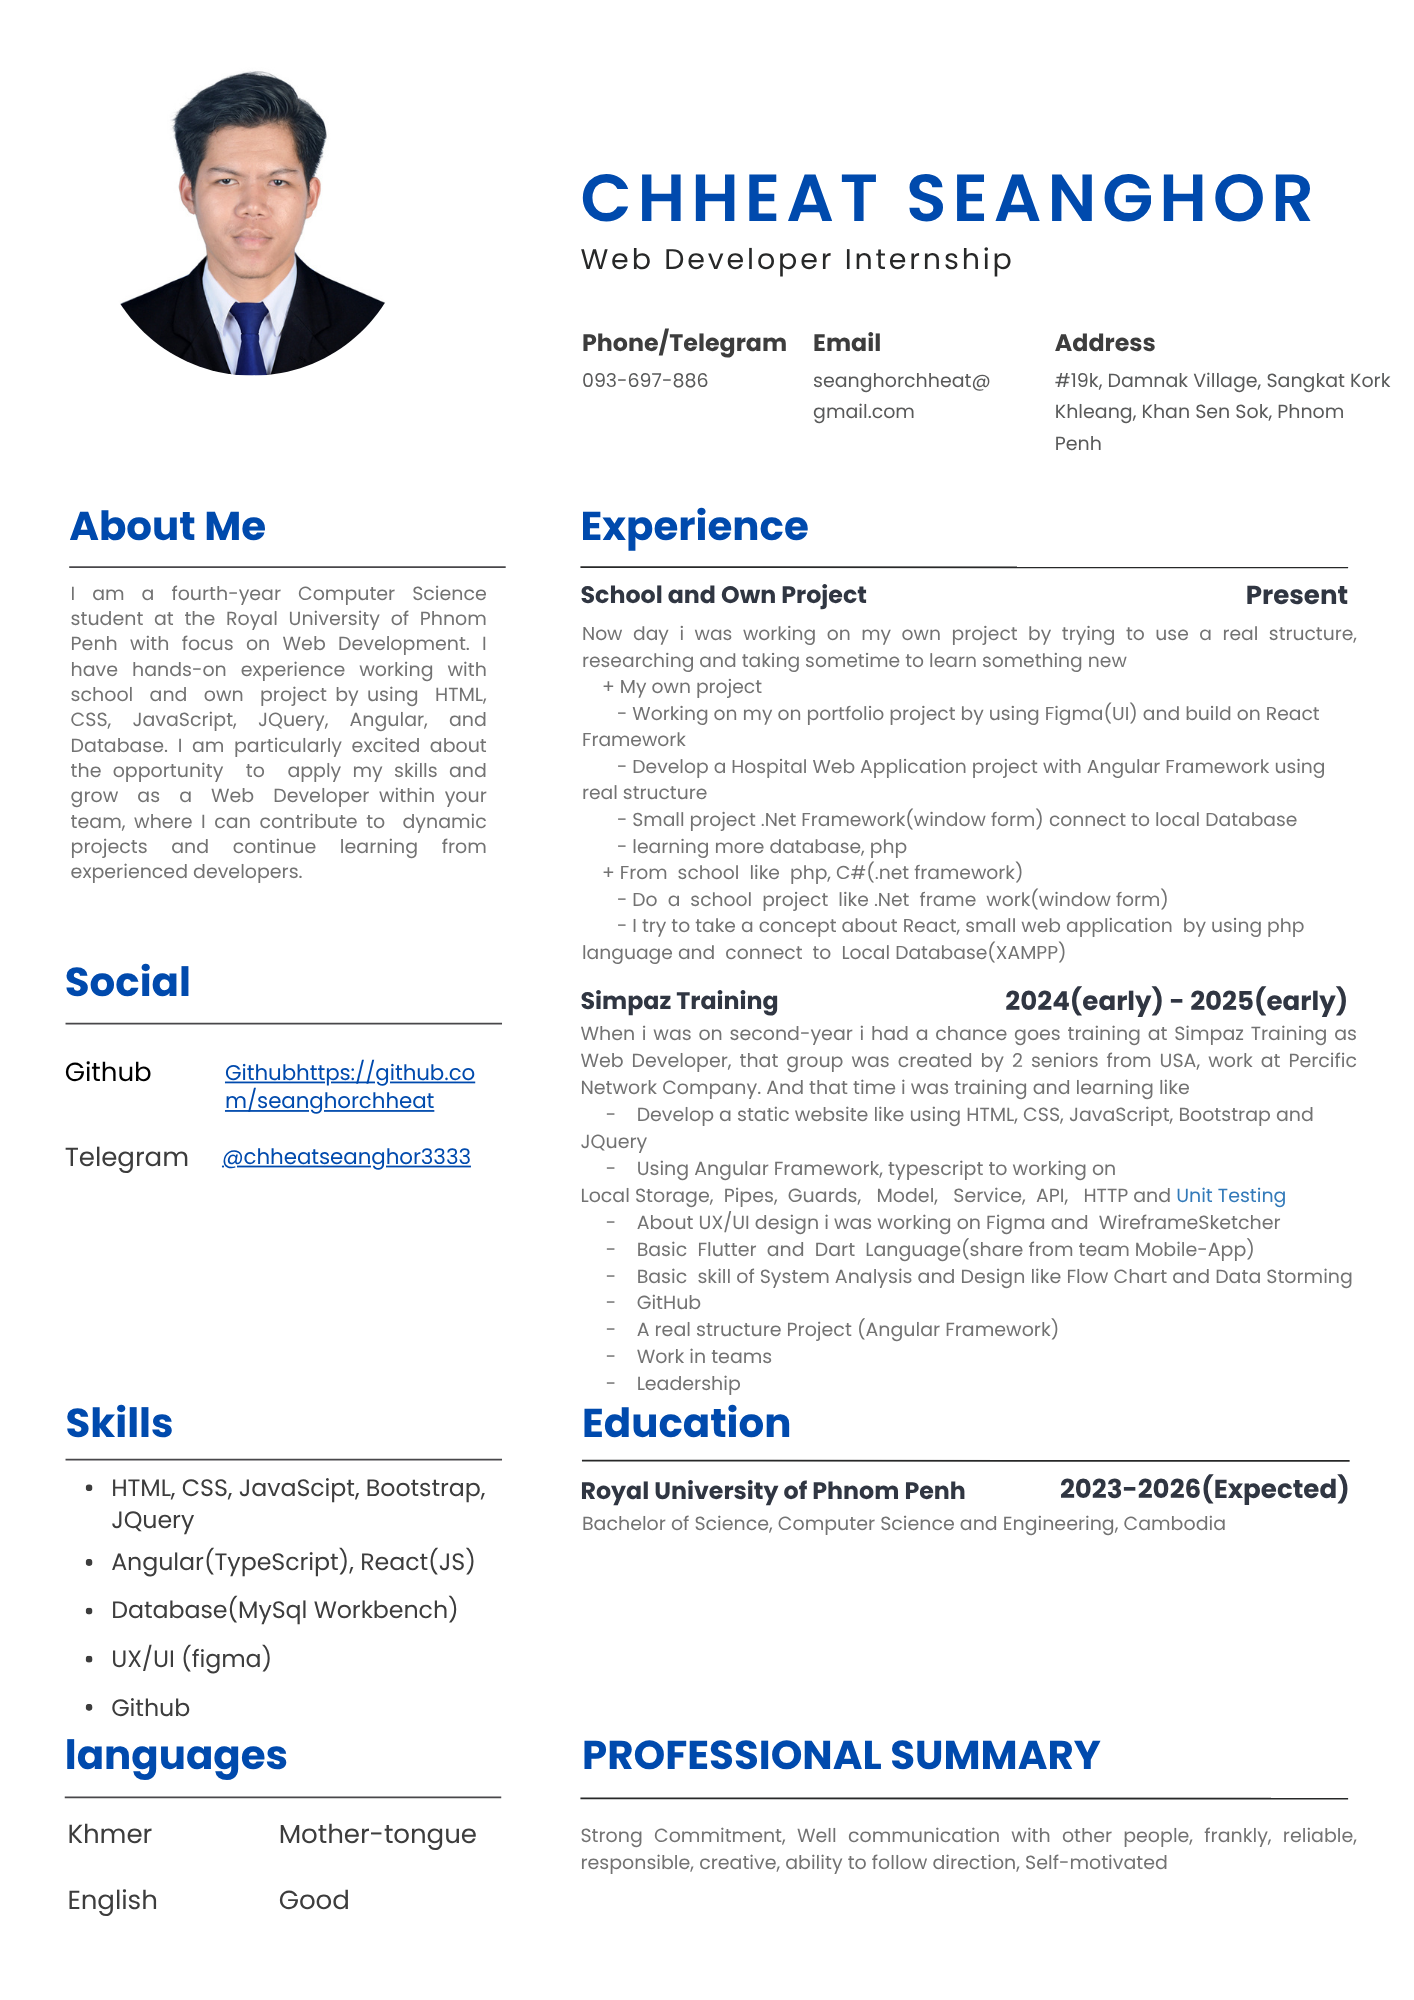 CHHEAT SEANGHOR
Web Developer Internship
Phone/Telegram
093-697-886
Email
seanghorchheat@
gmail.com
Address
#19k, Damnak Village, Sangkat Kork
Khleang, Khan Sen Sok, Phnom
Penh
About Me
I am a fourth-year Computer Science
student at the Royal University of Phnom
Penh with focus on Web Development. I
have hands-on experience working with
school and own project by using HTML,
CSS, JavaScript, JQuery, Angular, and
Database. I am particularly excited about
the opportunity to apply my skills and
grow as a Web Developer within your
team, where I can contribute to dynamic
projects and continue learning from
experienced developers.
Social
Github
Githubhttps://github.co
m/seanghorchheat
Telegram
@chheatseanghor3333
Skills
• HTML, CSS, JavaScipt, Bootstrap,
JQuery
• Angular(TypeScript), React(JS)
• Database(MySql Workbench)
• UX/UI (figma)
• Github
languages
Khmer Mother-tongue
English Good
Experience
School and Own Project Present
Now day i was working on my own project by trying to use a real structure,
researching and taking sometime to learn something new
+ My own project
- Working on my on portfolio project by using Figma(UI) and build on React
Framework
- Develop a Hospital Web Application project with Angular Framework using
real structure
- Small project .Net Framework(window form) connect to local Database
- learning more database, php
+ From school like php, C#(.net framework)
- Do a school project like .Net frame work(window form)
- I try to take a concept about React, small web application by using php
language and connect to Local Database(XAMPP)
Simpaz Training 2024(early) - 2025(early)
When i was on second-year i had a chance goes training at Simpaz Training as
Web Developer, that group was created by 2 seniors from USA, work at Percific
Network Company. And that time i was training and learning like
- Develop a static website like using HTML, CSS, JavaScript, Bootstrap and
JQuery
- Using Angular Framework, typescript to working on
Local Storage, Pipes, Guards, Model, Service, API, HTTP and Unit Testing
- About UX/UI design i was working on Figma and WireframeSketcher
- Basic Flutter and Dart Language(share from team Mobile-App)
- Basic skill of System Analysis and Design like Flow Chart and Data Storming
- GitHub
- A real structure Project (Angular Framework)
- Work in teams
- Leadership
Education
Royal University of Phnom Penh 2023-2026(Expected)
Bachelor of Science, Computer Science and Engineering, Cambodia
PROFESSIONAL SUMMARY
Strong Commitment, Well communication with other people, frankly, reliable,
responsible, creative, ability to follow direction, Self-motivated